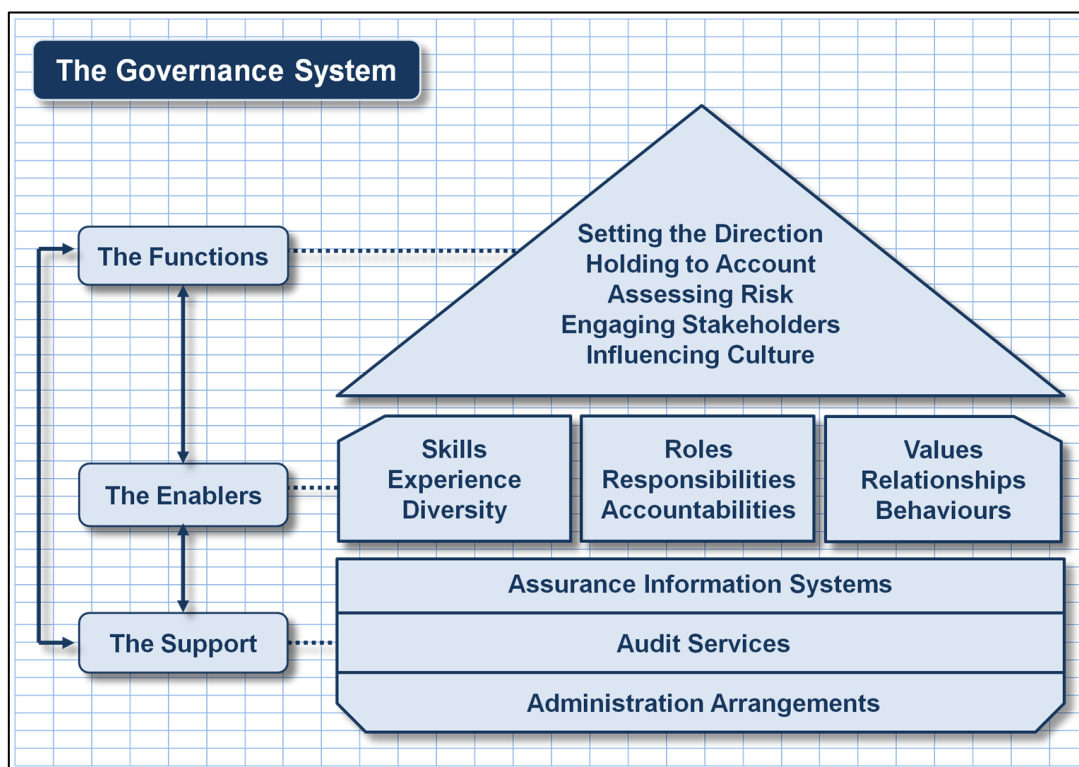 The Governance System
The Functions
Setting the Direction
Holding to Account
Assessing Risk
Engaging Stakeholders
Influencing Culture
The Enablers
Skills
Experience
Diversity
Roles
Responsibilities
Accountabilities
Values
Relationships
Behaviours
The Support
Assurance Information Systems
Audit Services
Administration Arrangements